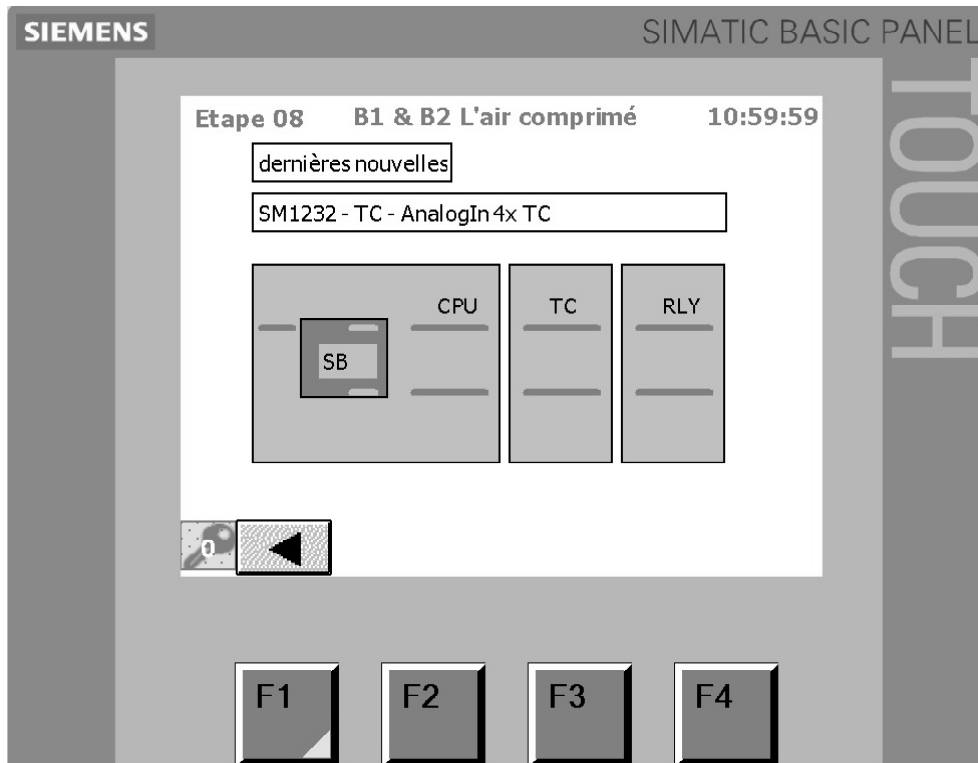 SIEMENS
SIMATIC BASIC PANEL
TOUCH
Etape 08 B1 & B2 L'air comprimé 10:59:59
dernières nouvelles
SM1232 - TC - AnalogIn 4x TC
CPU TC RLY
SB
0
F1 F2 F3 F4